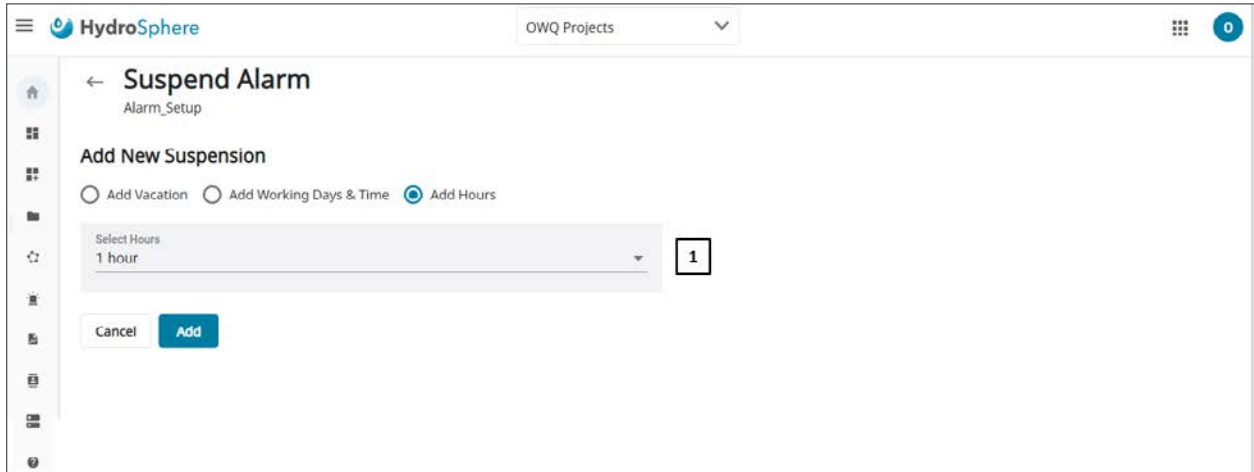 HydroSphere
OWQ Projects
O
Suspend Alarm
Alarm_Setup
Add New Suspension
Add Vacation Add Working Days & Time Add Hours
Select Hours
1 hour
1
Cancel Add